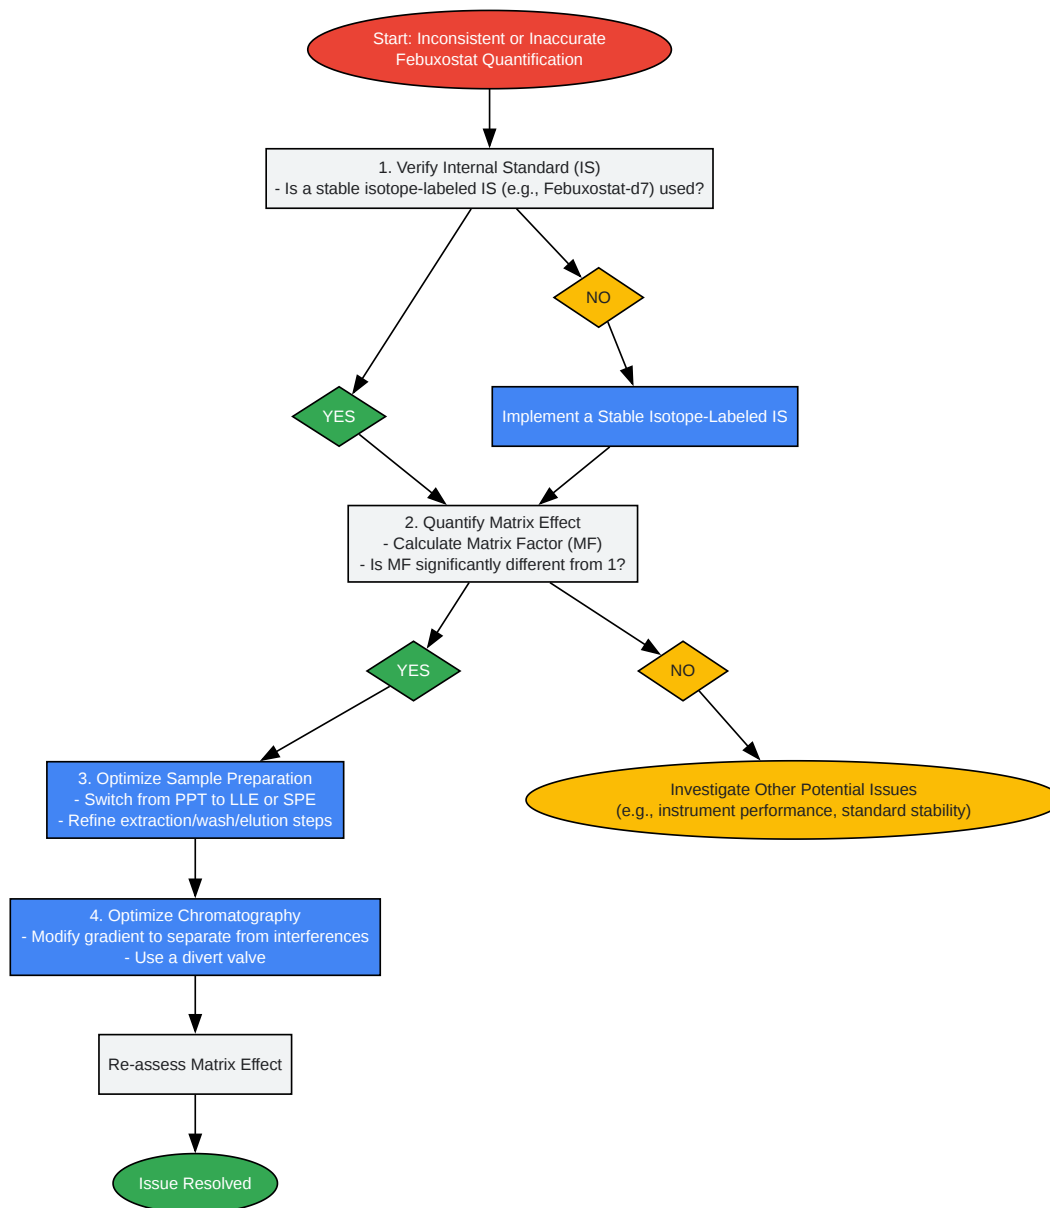 Start: Inconsistent or Inaccurate
Febuxostat Quantification
1. Verify Internal Standard (IS)
- Is a stable isotope-labeled IS (e.g., Febuxostat-d7) used?
NO
YES
Implement a Stable Isotope-Labeled IS
2. Quantify Matrix Effect
- Calculate Matrix Factor (MF)
- Is MF significantly different from 1?
YES
NO
3. Optimize Sample Preparation
- Switch from PPT to LLE or SPE
- Refine extraction/wash/elution steps
Investigate Other Potential Issues
(e.g., instrument performance, standard stability)
4. Optimize Chromatography
- Modify gradient to separate from interferences
- Use a divert valve
Re-assess Matrix Effect
Issue Resolved